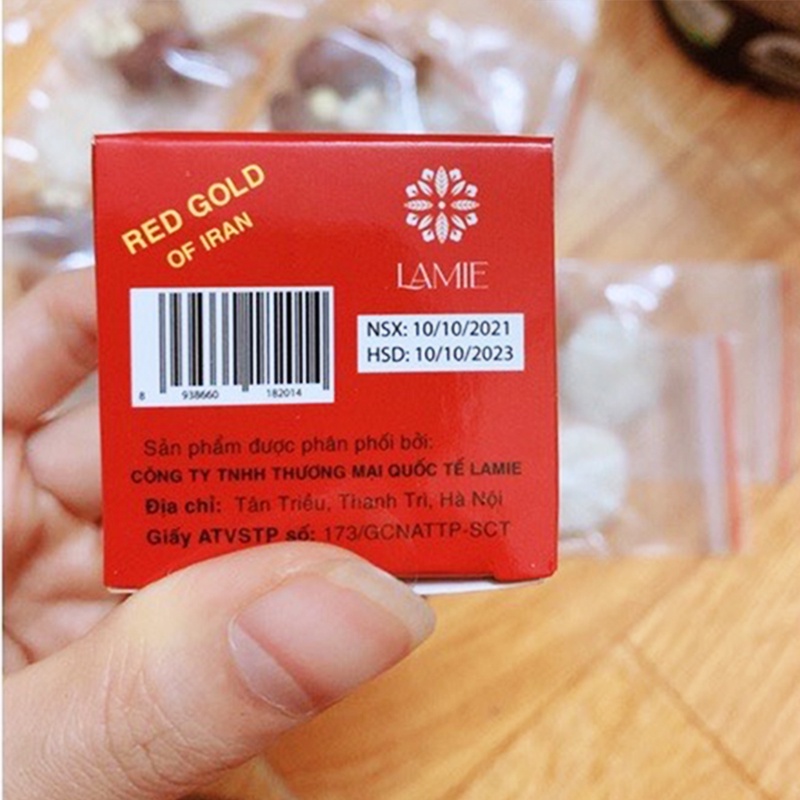 RED GOLD
OF IRAN
LAMIE
NSX: 10/10/2021
HSD: 10/10/2023
8 938660 182014
Sản phẩm được phân phối bởi:
CÔNG TY TNHH THƯƠNG MẠI QUỐC TẾ LAMIE
Địa chỉ: Tân Triều, Thanh Trì, Hà Nội
Giấy ATVSTP số: 173/GCNATTP-SCT